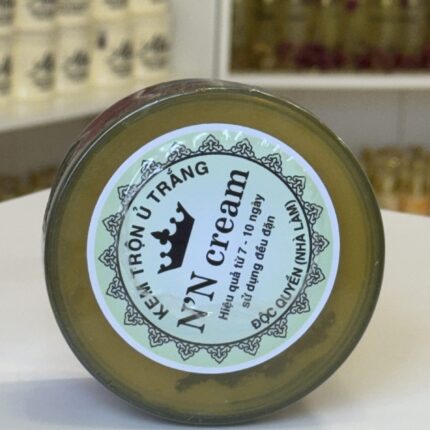 KEM TRỘN Ủ TRẮNG
N'N cream
Hiệu quả từ 7 - 10 ngày
sử dụng đều đặn
ĐỘC QUYỀN (NHÀ LÀM)